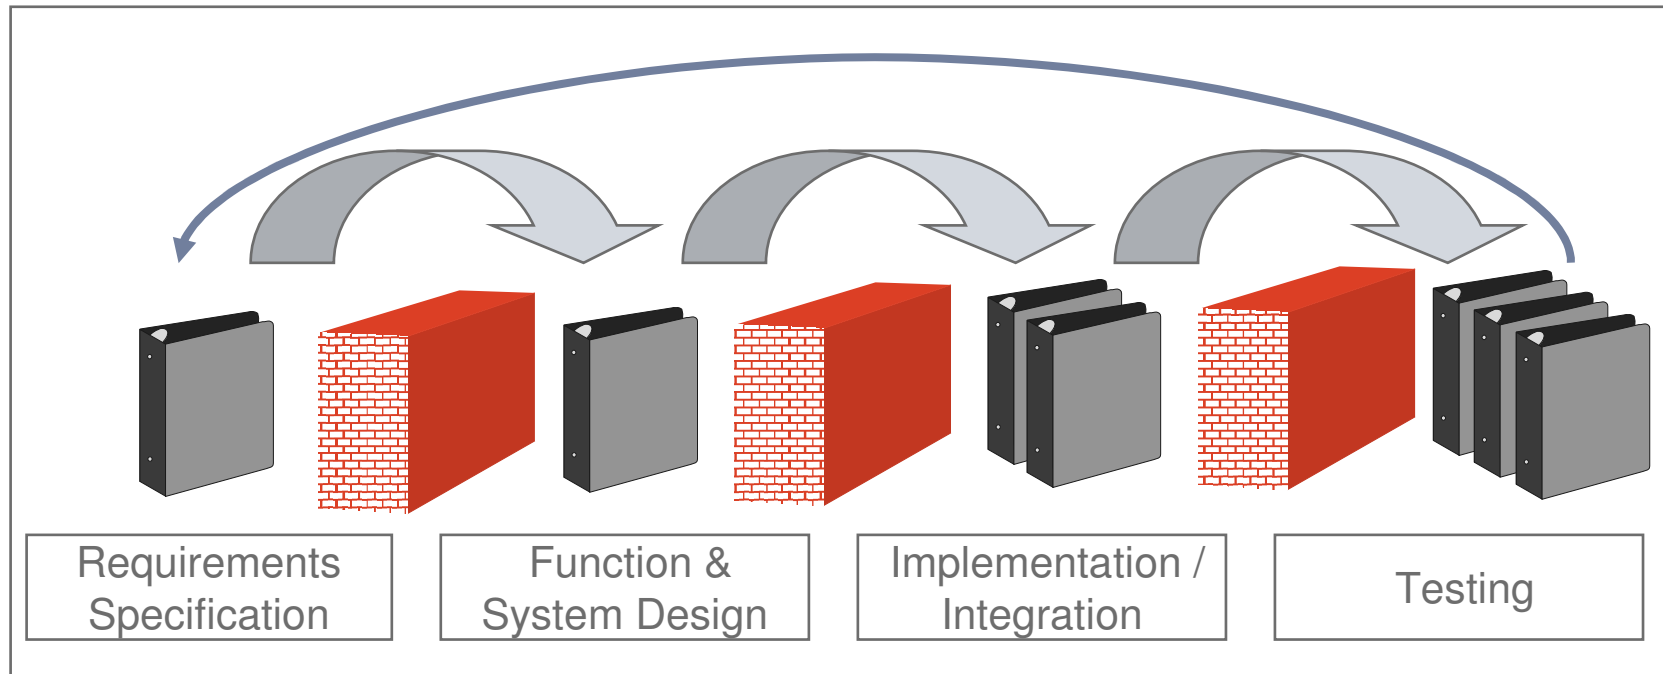 Requirements
Specification
Function &
System Design
Implementation /
Integration
Testing